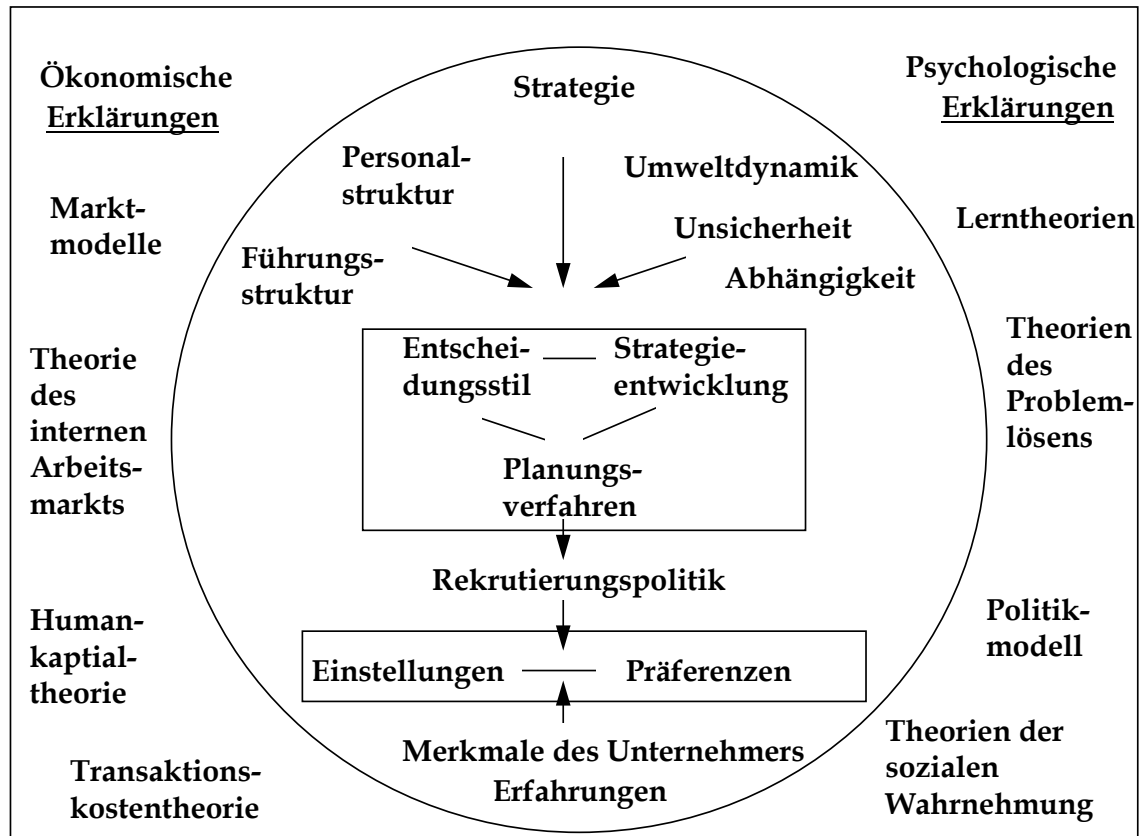 Ökonomische
Erklärungen
Markt-
modelle
Theorie
des
internen
Arbeits-
markts
Human-
kaptial-
theorie
Transaktions-
kostentheorie
Strategie
Personal-
struktur
Führungs-
struktur
Umweltdynamik
Unsicherheit
Abhängigkeit
Entschei-
dungsstil
Strategie-
entwicklung
Planungs-
verfahren
Rekrutierungspolitik
Einstellungen
Präferenzen
Merkmale des Unternehmers
Erfahrungen
Psychologische
Erklärungen
Lerntheorien
Theorien
des
Problem-
lösens
Politik-
modell
Theorien der
sozialen
Wahrnehmung